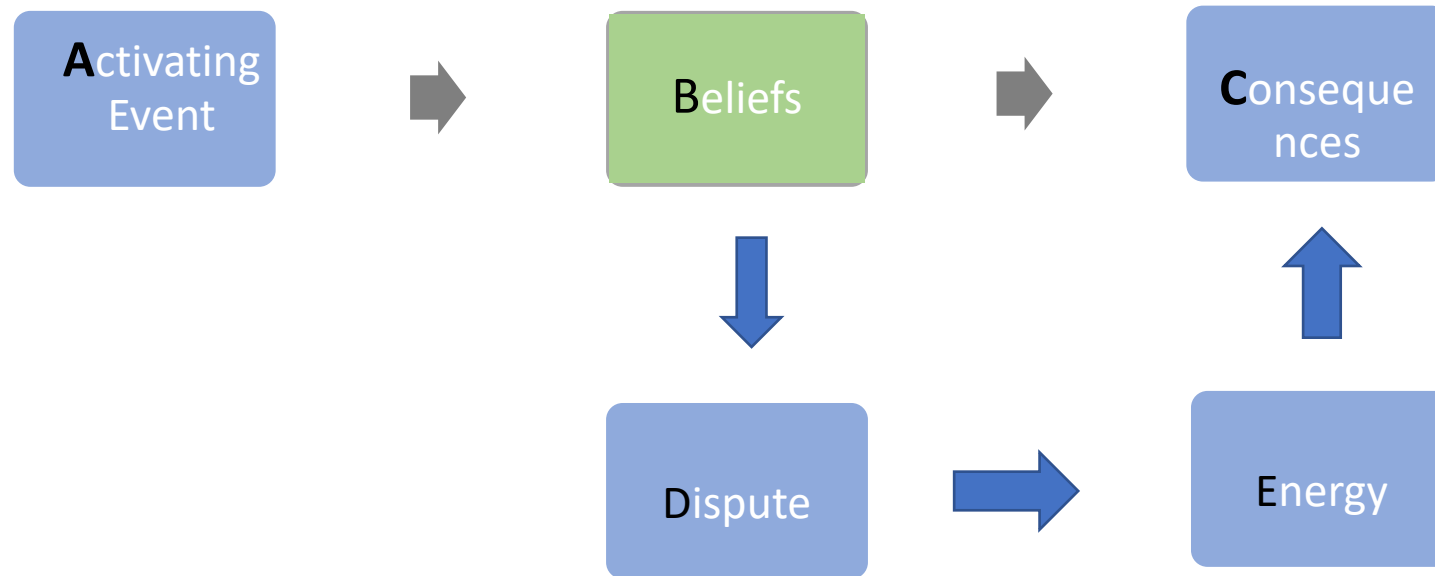 Activating
Event
Beliefs
Conseque
nces
Dispute
Energy